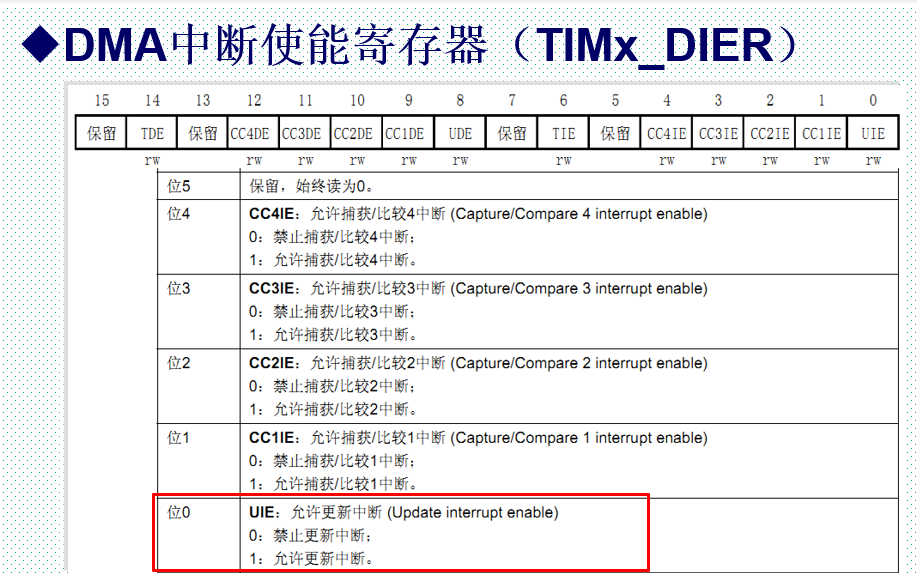 ◆DMA中断使能寄存器（TIMx_DIER）
15 14 13 12 11 10 9 8 7 6 5 4 3 2 1 0
保留 TDE 保留 CC4DE CC3DE CC2DE CC1DE UDE 保留 TIE 保留 CC4IE CC3IE CC2IE CC1IE UIE
rw rw rw rw rw rw rw rw rw rw rw rw
位5 保留，始终读为0。
位4 CC4IE：允许捕获/比较4中断 (Capture/Compare 4 interrupt enable)
0：禁止捕获/比较4中断；
1：允许捕获/比较4中断。
位3 CC3IE：允许捕获/比较3中断 (Capture/Compare 3 interrupt enable)
0：禁止捕获/比较3中断；
1：允许捕获/比较3中断。
位2 CC2IE：允许捕获/比较2中断 (Capture/Compare 2 interrupt enable)
0：禁止捕获/比较2中断；
1：允许捕获/比较2中断。
位1 CC1IE：允许捕获/比较1中断 (Capture/Compare 1 interrupt enable)
0：禁止捕获/比较1中断；
1：允许捕获/比较1中断。
位0 UIE：允许更新中断 (Update interrupt enable)
0：禁止更新中断；
1：允许更新中断。